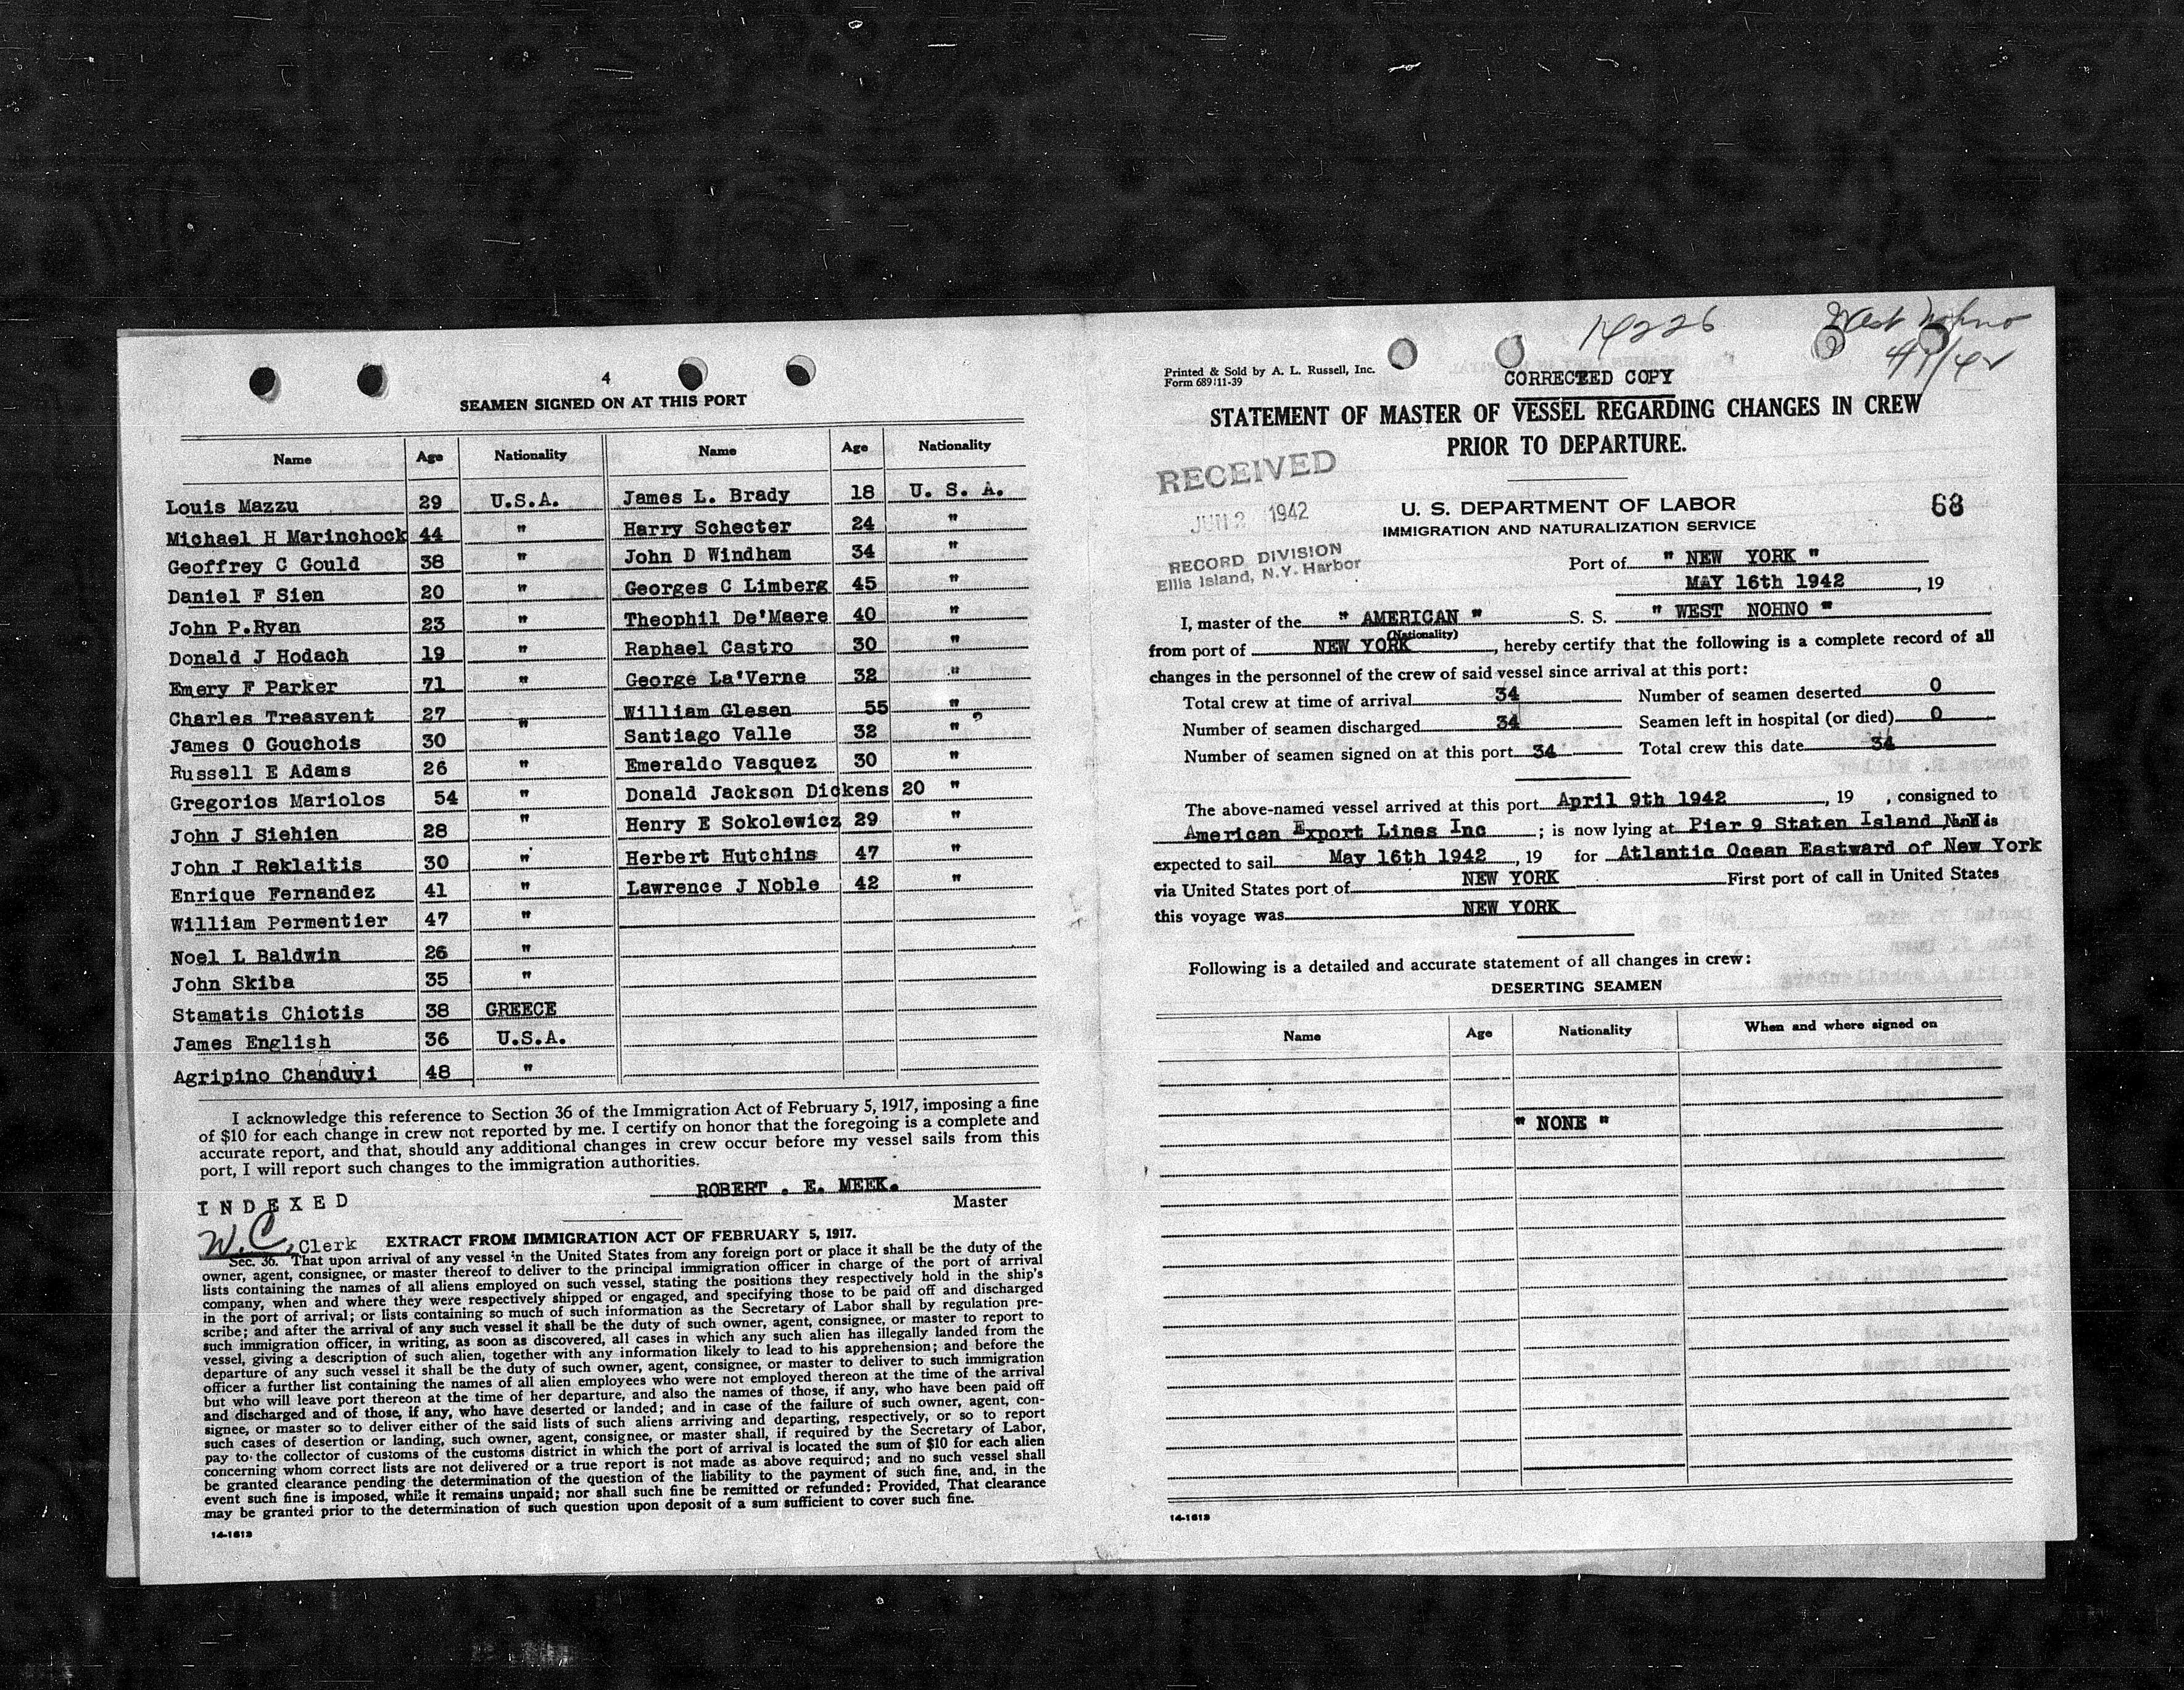 4
SEAMEN SIGNED ON AT THIS PORT
Name Age Nationality Name Age Nationality
Louis Mazzu 29 U.S.A. James L. Brady 18 U. S. A.
Michael H Marinchock 44 " Harry Schecter 24 "
Geoffrey C Gould 38 " John D Windham 34 "
Daniel F Sien 20 " Georges C Limberg 45 "
John P.Ryan 23 " Theophil De'Maere 40 "
Donald J Hodach 19 " Raphael Castro 30 "
Emery F Parker 71 " George La'Verne 32 "
Charles Treasvent 27 " William Glesen 55 "
James O Gouchois 30 Santiago Valle 32 " ?
Russell E Adams 26 " Emeraldo Vasquez 30 "
Gregorios Mariolos 54 " Donald Jackson Dickens 20 "
John J Siehien 28 " Henry E Sokolewicz 29 "
John J Reklaitis 30 " Herbert Hutchins 47 "
Enrique Fernandez 41 " Lawrence J Noble 42 "
William Permentier 47 "
Noel L Baldwin 26 "
John Skiba 35 "
Stamatis Chiotis 38 GREECE
James English 36 U.S.A.
Agripino Chanduvi 48 "
I acknowledge this reference to Section 36 of the Immigration Act of February 5, 1917, imposing a fine
of $10 for each change in crew not reported by me. I certify on honor that the foregoing is a complete and
accurate report, and that, should any additional changes in crew occur before my vessel sails from this
port, I will report such changes to the immigration authorities.
ROBERT . E. MEEK.
Master
INDEXED
W.C., Clerk
EXTRACT FROM IMMIGRATION ACT OF FEBRUARY 5, 1917.
Sec. 36. That upon arrival of any vessel in the United States from any foreign port or place it shall be the duty of the
owner, agent, consignee, or master thereof to deliver to the principal immigration officer in charge of the port of arrival
lists containing the names of all aliens employed on such vessel, stating the positions they respectively hold in the ship's
company, when and where they were respectively shipped or engaged, and specifying those to be paid off and discharged
in the port of arrival; or lists containing so much of such information as the Secretary of Labor shall by regulation pre-
scribe; and after the arrival of any such vessel it shall be the duty of such owner, agent, consignee, or master to report to
such immigration officer, in writing, as soon as discovered, all cases in which any such alien has illegally landed from the
vessel, giving a description of such alien, together with any information likely to lead to his apprehension; and before the
departure of any such vessel it shall be the duty of such owner, agent, consignee, or master to deliver to such immigration
officer a further list containing the names of all alien employees who were not employed thereon at the time of the arrival
but who will leave port thereon at the time of her departure, and also the names of those, if any, who have been paid off
and discharged and of those, if any, who have deserted or landed; and in case of the failure of such owner, agent, con-
signee, or master so to deliver either of the said lists of such aliens arriving and departing, respectively, or so to report
such cases of desertion or landing, such owner, agent, consignee, or master shall, if required by the Secretary of Labor,
pay to the collector of customs of the customs district in which the port of arrival is located the sum of $10 for each alien
concerning whom correct lists are not delivered or a true report is not made as above required; and no such vessel shall
be granted clearance pending the determination of the question of the liability to the payment of such fine, and, in the
event such fine is imposed, while it remains unpaid; nor shall such fine be remitted or refunded: Provided, That clearance
may be granted prior to the determination of such question upon deposit of a sum sufficient to cover such fine.
14-1613
14226
West Nohno
4/9/42
Printed & Sold by A. L. Russell, Inc.
Form 689 11-39
CORRECTED COPY
STATEMENT OF MASTER OF VESSEL REGARDING CHANGES IN CREW
PRIOR TO DEPARTURE.
RECEIVED
JUN 2 1942
RECORD DIVISION
Ellis Island, N.Y. Harbor
U. S. DEPARTMENT OF LABOR
IMMIGRATION AND NATURALIZATION SERVICE
68
Port of " NEW YORK "
MAY 16th 1942, 19
I, master of the " AMERICAN " S. S. " WEST NOHNO "
(Nationality)
from port of NEW YORK, hereby certify that the following is a complete record of all
changes in the personnel of the crew of said vessel since arrival at this port:
Total crew at time of arrival 34 Number of seamen deserted 0
Number of seamen discharged 34 Seamen left in hospital (or died) 0
Number of seamen signed on at this port 34 Total crew this date 34
The above-named vessel arrived at this port April 9th 1942, 19 , consigned to
American Export Lines Inc ; is now lying at Pier 9 Staten Island N.Y is
expected to sail May 16th 1942, 19 for Atlantic Ocean Eastward of New York
via United States port of NEW YORK First port of call in United States
this voyage was NEW YORK
Following is a detailed and accurate statement of all changes in crew:
DESERTING SEAMEN
Name Age Nationality When and where signed on
" NONE "
14-1613